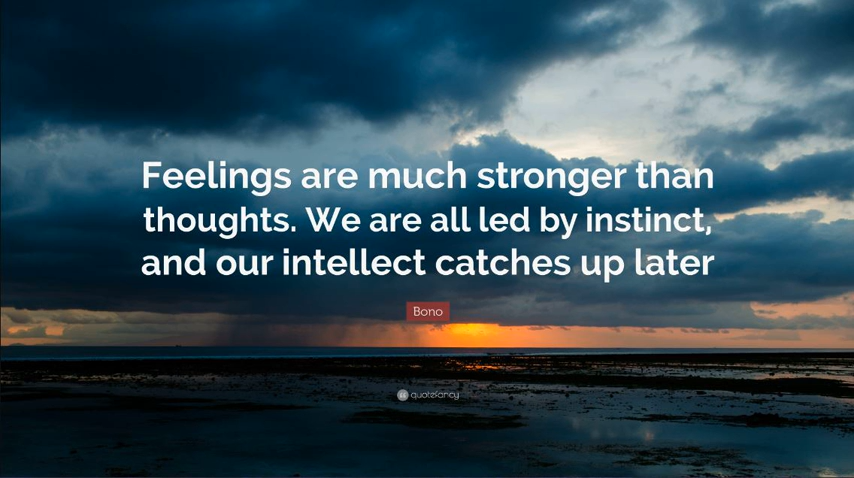 Feelings are much stronger than
thoughts. We are all led by instinct,
and our intellect catches up later
Bono
quotefancy